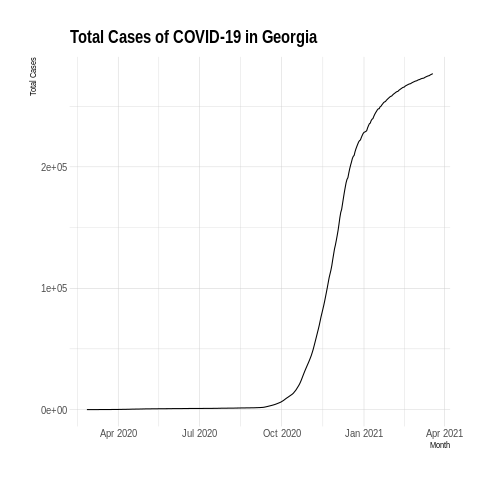 Total Cases of COVID-19 in Georgia
Total Cases
2e+05
1e+05
0e+00
Apr 2020 Jul 2020 Oct 2020 Jan 2021 Apr 2021
Month